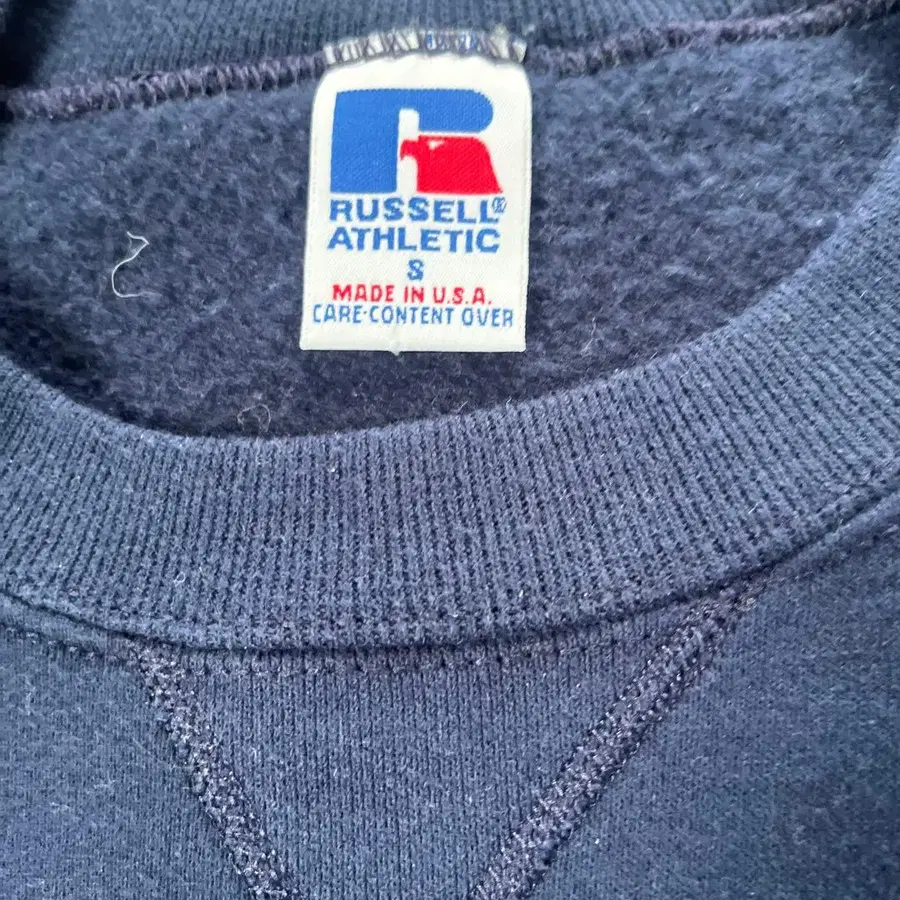 RUSSELL®
ATHLETIC
S
MADE IN U.S.A.
CARE-CONTENT OVER